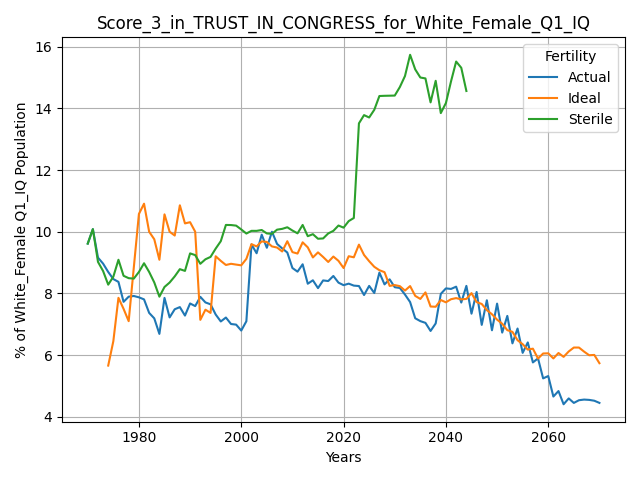 Score_3_in_TRUST_IN_CONGRESS_for_White_Female_Q1_IQ
% of White_Female Q1_IQ Population
16
14
12
10
8
6
4
Fertility
Actual
Ideal
Sterile
1980
2000
2020
2040
2060
Years